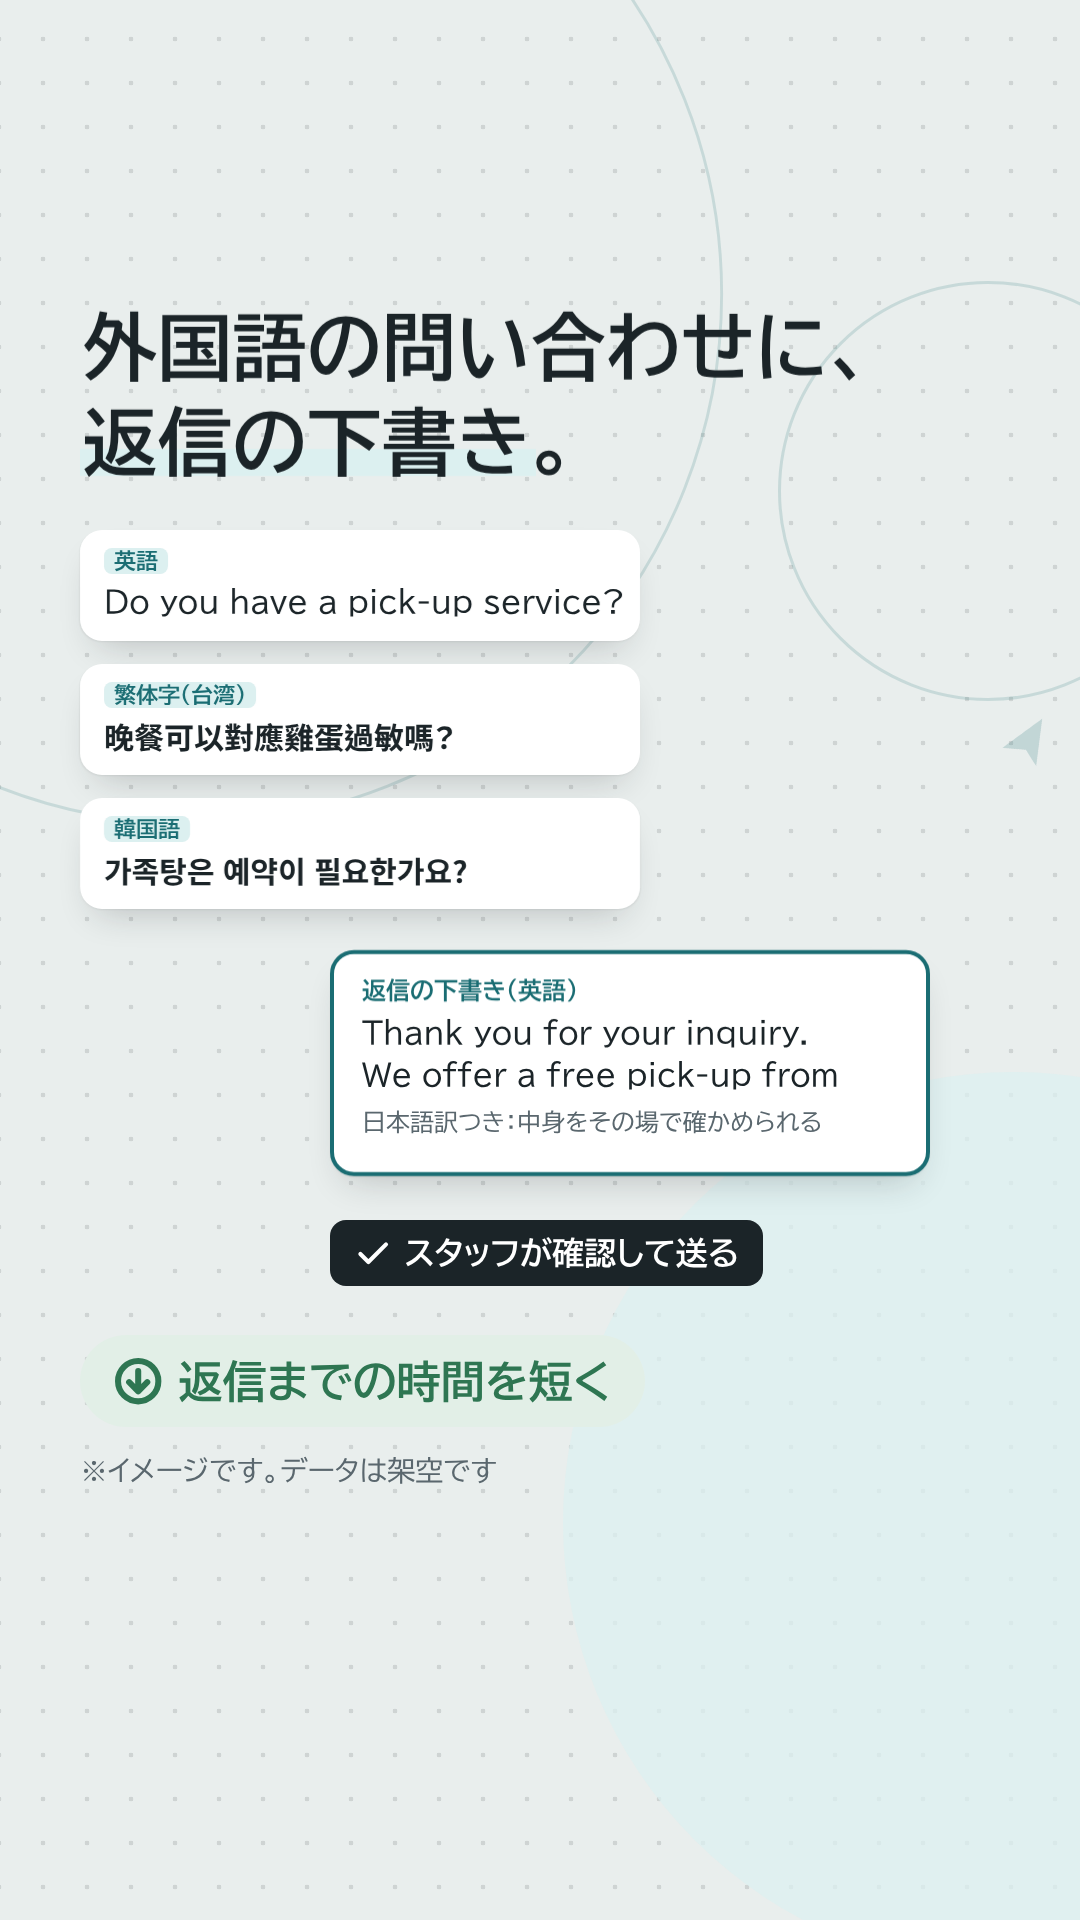 外国語の問い合わせに、
返信の下書き。
英語
Do you have a pick-up service?
繁体字(台湾)
晩餐可以對應雞蛋過敏嗎?
韓国語
가족탕은 예약이 필요한가요?
返信の下書き(英語)
Thank you for your inquiry.
We offer a free pick-up from
日本語訳つき:中身をその場で確かめられる
スタッフが確認して送る
返信までの時間を短く
※イメージです。データは架空です